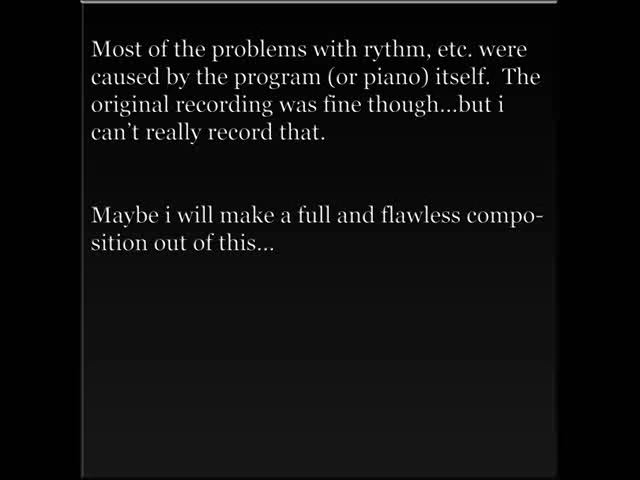 Most of the problems with rythm, etc. were
caused by the program (or piano) itself.  The
original recording was fine though...but i
can't really record that.
Maybe i will make a full and flawless compo-
sition out of this...